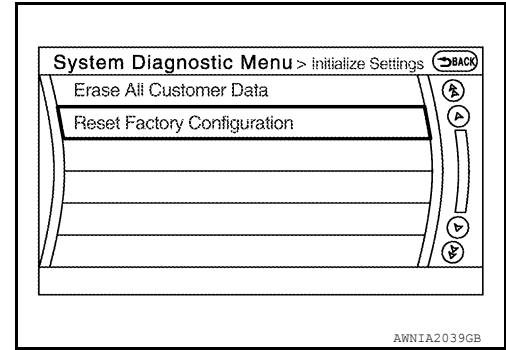 System Diagnostic Menu > Initialize Settings BACK
Erase All Customer Data
Reset Factory Configuration
AWNIA2039GB